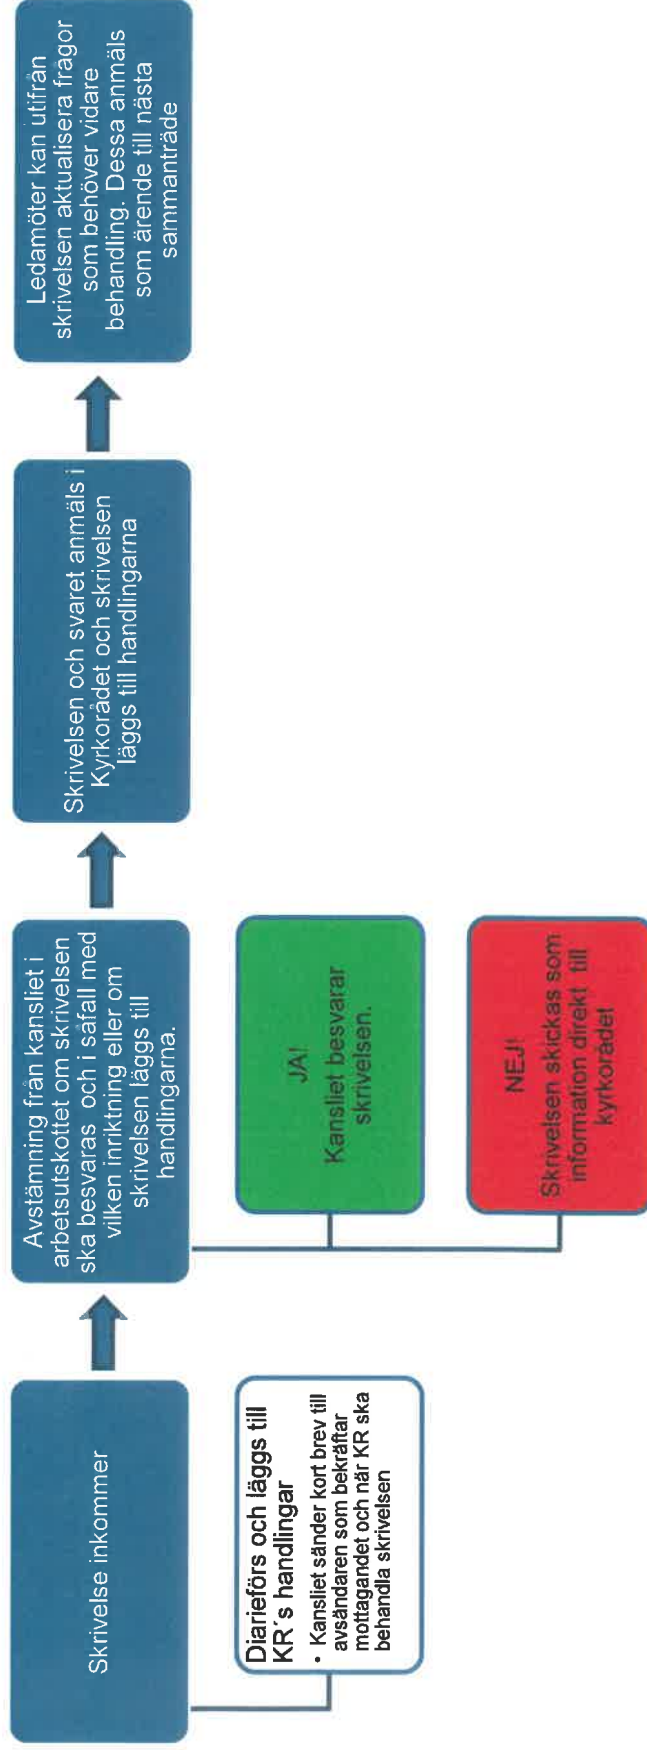 Skrivelse inkommer
Diarieförs och läggs till
KR´s handlingar
• Kansliet sänder kort brev till
avsändaren som bekräftar
mottagandet och när KR ska
behandla skrivelsen
Avstämning från kansliet i
arbetsutskottet om skrivelsen
ska besvaras och i såfall med
vilken inriktning eller om
skrivelsen läggs till
handlingarna.
JA!
Kansliet besvarar
skrivelsen.
NEJ!
Skrivelsen skickas som
information direkt till
kyrkorådet
Skrivelsen och svaret anmäls i
Kyrkorådet och skrivelsen
läggs till handlingarna
Ledamöter kan utifrån
skrivelsen aktualisera frågor
som behöver vidare
behandling. Dessa anmäls
som ärende till nästa
sammanträde